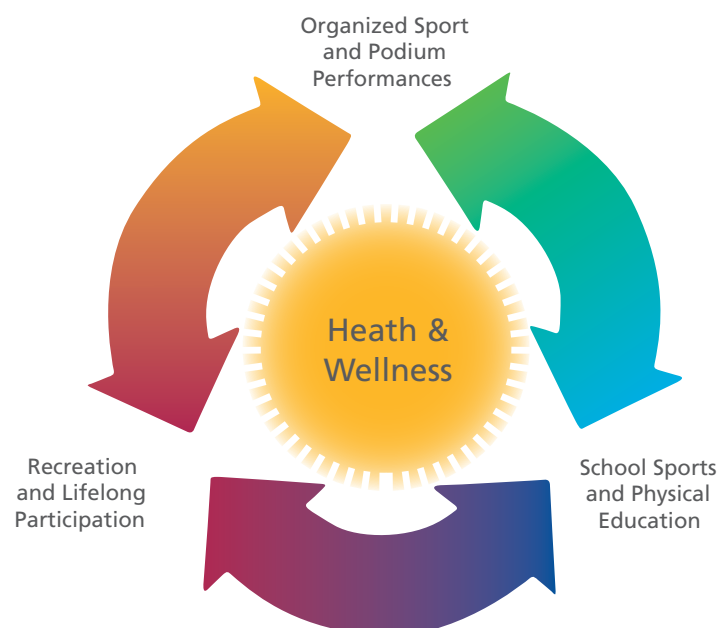 Organized Sport
and Podium
Performances
Heath &
Wellness
Recreation
and Lifelong
Participation
School Sports
and Physical
Education